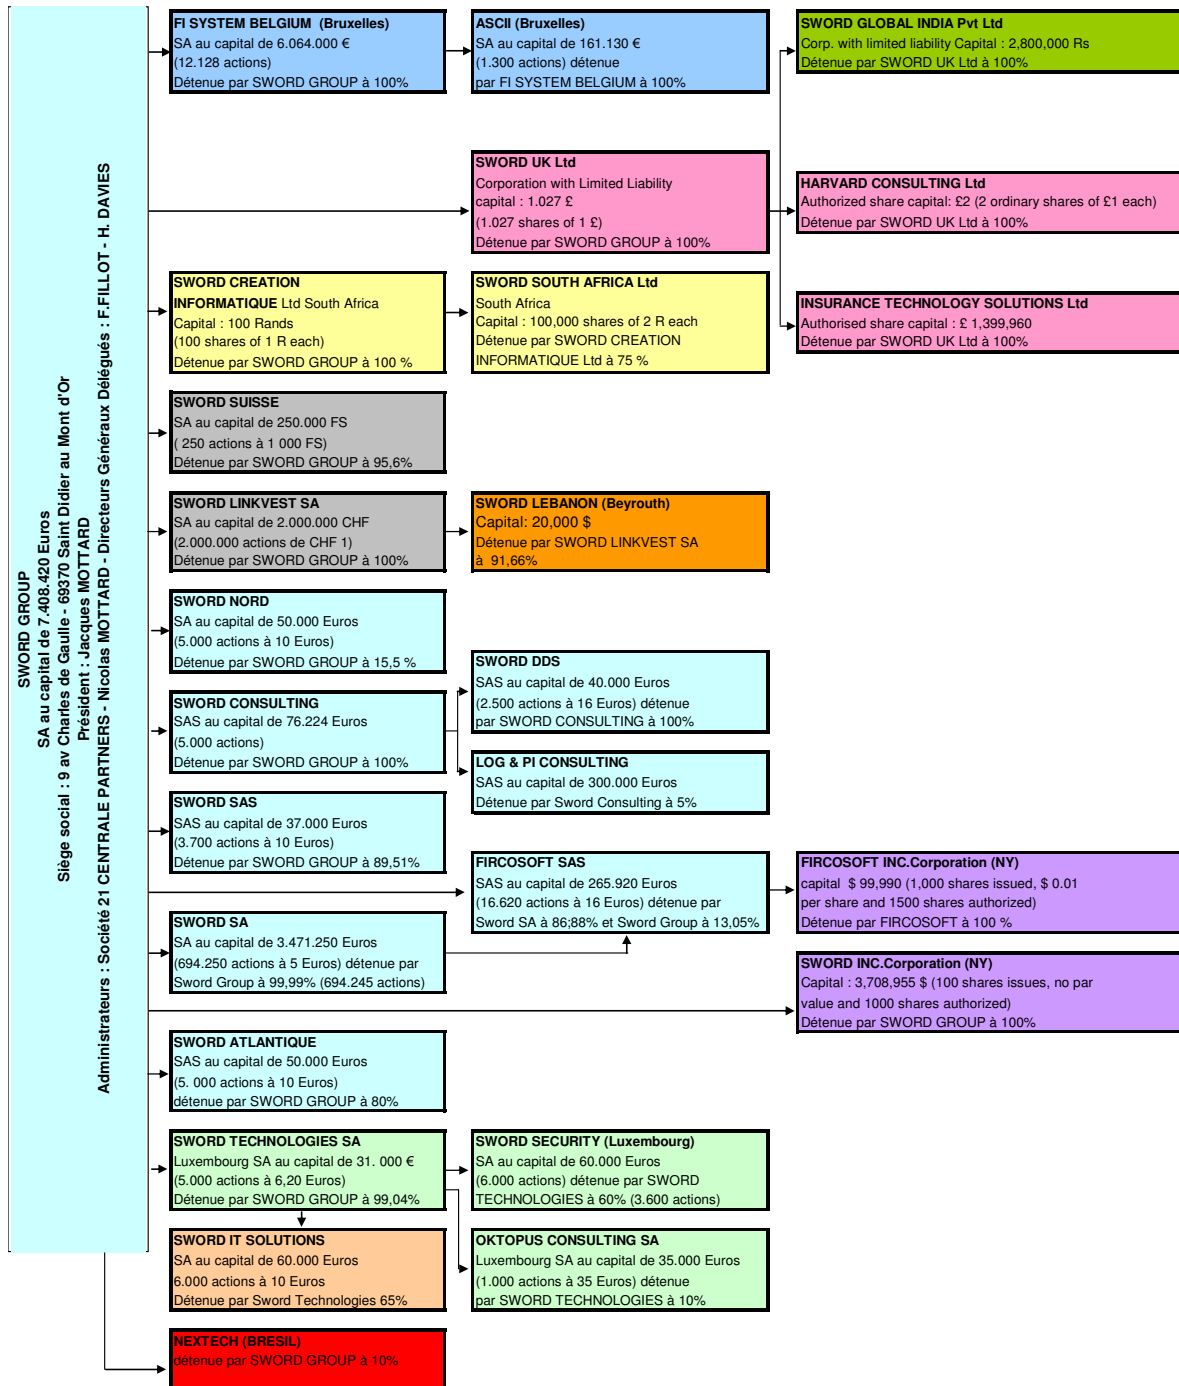 SWORD GROUP
SA au capital de 7.408.420 Euros
Siège social : 9 av Charles de Gaulle - 69370 Saint Didier au Mont d'Or
Président : Jacques MOTTARD
Administrateurs : Société 21 CENTRALE PARTNERS - Nicolas MOTTARD - Directeurs Généraux Délégués : F.FILLOT - H. DAVIES
FI SYSTEM BELGIUM (Bruxelles)
SA au capital de 6.064.000 €
(12.128 actions)
Détenue par SWORD GROUP à 100%
ASCII (Bruxelles)
SA au capital de 161.130 €
(1.300 actions) détenue
par FI SYSTEM BELGIUM à 100%
SWORD GLOBAL INDIA Pvt Ltd
Corp. with limited liability Capital : 2,800,000 Rs
Détenue par SWORD UK Ltd à 100%
SWORD UK Ltd
Corporation with Limited Liability
capital : 1.027 £
(1.027 shares of 1 £)
Détenue par SWORD GROUP à 100%
HARVARD CONSULTING Ltd
Authorized share capital: £2 (2 ordinary shares of £1 each)
Détenue par SWORD UK Ltd à 100%
SWORD CREATION
INFORMATIQUE Ltd South Africa
Capital : 100 Rands
(100 shares of 1 R each)
Détenue par SWORD GROUP à 100 %
SWORD SOUTH AFRICA Ltd
South Africa
Capital : 100,000 shares of 2 R each
Détenue par SWORD CREATION
INFORMATIQUE Ltd à 75 %
INSURANCE TECHNOLOGY SOLUTIONS Ltd
Authorised share capital : £ 1,399,960
Détenue par SWORD UK Ltd à 100%
SWORD SUISSE
SA au capital de 250.000 FS
( 250 actions à 1 000 FS)
Détenue par SWORD GROUP à 95,6%
SWORD LINKVEST SA
SA au capital de 2.000.000 CHF
(2.000.000 actions de CHF 1)
Détenue par SWORD GROUP à 100%
SWORD LEBANON (Beyrouth)
Capital: 20,000 $
Détenue par SWORD LINKVEST SA
à 91,66%
SWORD NORD
SA au capital de 50.000 Euros
(5.000 actions à 10 Euros)
Détenue par SWORD GROUP à 15,5 %
SWORD CONSULTING
SAS au capital de 76.224 Euros
(5.000 actions)
Détenue par SWORD GROUP à 100%
SWORD DDS
SAS au capital de 40.000 Euros
(2.500 actions à 16 Euros) détenue
par SWORD CONSULTING à 100%
LOG & PI CONSULTING
SAS au capital de 300.000 Euros
Détenue par Sword Consulting à 5%
SWORD SAS
SAS au capital de 37.000 Euros
(3.700 actions à 10 Euros)
Détenue par SWORD GROUP à 89,51%
FIRCOSOFT SAS
SAS au capital de 265.920 Euros
(16.620 actions à 16 Euros) détenue par
Sword SA à 86;88% et Sword Group à 13,05%
FIRCOSOFT INC.Corporation (NY)
capital $ 99,990 (1,000 shares issued, $ 0.01
per share and 1500 shares authorized)
Détenue par FIRCOSOFT à 100 %
SWORD SA
SA au capital de 3.471.250 Euros
(694.250 actions à 5 Euros) détenue par
Sword Group à 99,99% (694.245 actions)
SWORD INC.Corporation (NY)
Capital : 3,708,955 $ (100 shares issues, no par
value and 1000 shares authorized)
Détenue par SWORD GROUP à 100%
SWORD ATLANTIQUE
SAS au capital de 50.000 Euros
(5. 000 actions à 10 Euros)
détenue par SWORD GROUP à 80%
SWORD TECHNOLOGIES SA
Luxembourg SA au capital de 31. 000 €
(5.000 actions à 6,20 Euros)
Détenue par SWORD GROUP à 99,04%
SWORD SECURITY (Luxembourg)
SA au capital de 60.000 Euros
(6.000 actions) détenue par SWORD
TECHNOLOGIES à 60% (3.600 actions)
SWORD IT SOLUTIONS
SA au capital de 60.000 Euros
6.000 actions à 10 Euros
Détenue par Sword Technologies 65%
OKTOPUS CONSULTING SA
Luxembourg SA au capital de 35.000 Euros
(1.000 actions à 35 Euros) détenue
par SWORD TECHNOLOGIES à 10%
NEXTECH (BRESIL)
détenue par SWORD GROUP à 10%